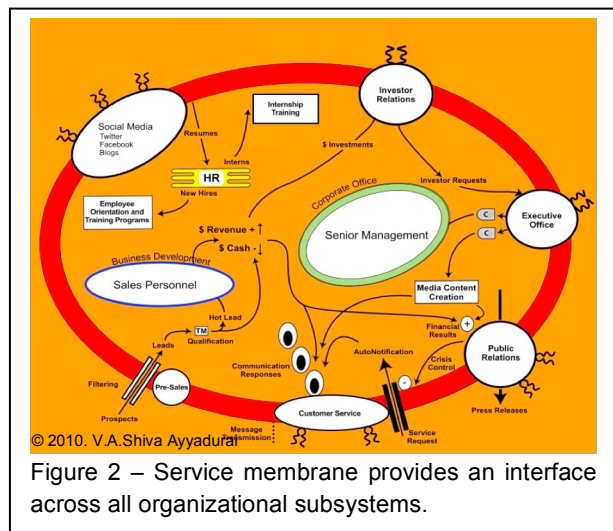 Social Media
Twitter
Facebook
Blogs
Resumes
Internship
Training
Interns
HR
New Hires
Employee
Orientation and
Training Programs
Investor
Relations
$ Investments
Investor Requests
Executive
Office
Corporate Office
Senior Management
C
C
$ Revenue + ↑
$ Cash - ↓
Business Development
Sales Personnel
Hot Lead
TM
Qualification
Leads
Filtering
Pre-Sales
Prospects
Media Content
Creation
+
Financial
Results
Public
Relations
Crisis
Control
-
Press Releases
AutoNotification
Communication
Responses
Customer Service
Message
Transmission
Service
Request
© 2010. V.A.Shiva Ayyadurai
Figure 2 – Service membrane provides an interface
across all organizational subsystems.